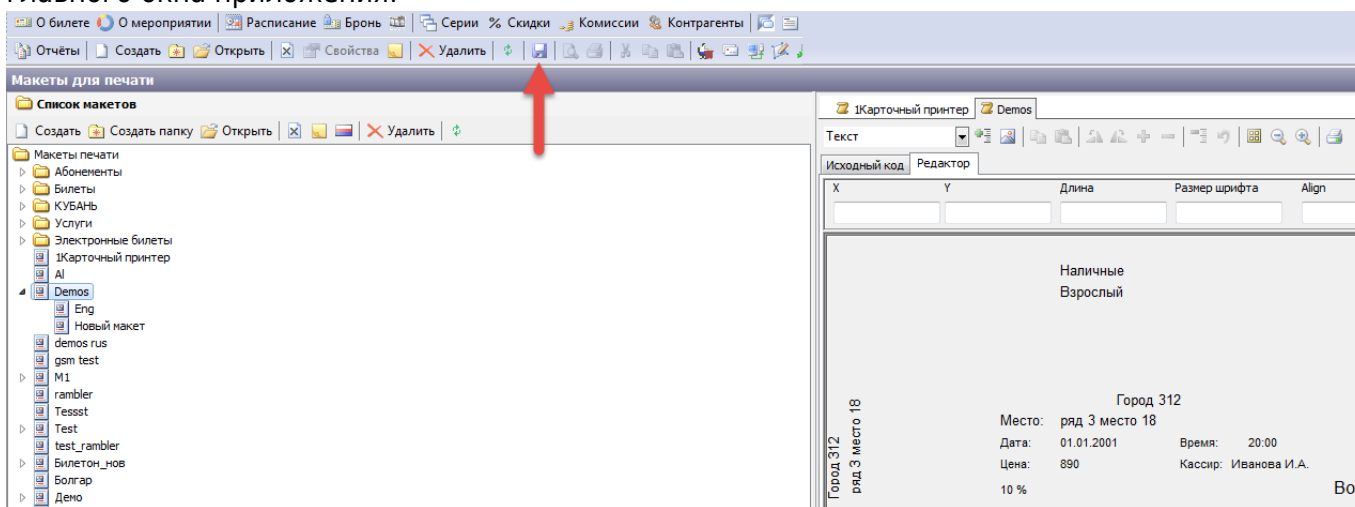 главного окна приложения.
О билете О мероприятии Расписание Бронь Серии % Скидки Комиссии Контрагенты
Отчёты Создать Открыть Свойства Удалить
Макеты для печати
Список макетов
Создать Создать папку Открыть Удалить
Макеты печати
Абонементы
Билеты
КУБАНЬ
Услуги
Электронные билеты
1Карточный принтер
Al
Demos
Eng
Новый макет
demos rus
gsm test
M1
rambler
Tessst
Test
test_rambler
Билетон_нов
Болгар
Демо
1Карточный принтер Demos
Текст
Исходный код Редактор
X Y Длина Размер шрифта Align
Наличные
Взрослый
Город 312
Место: ряд 3 место 18
Дата: 01.01.2001 Время: 20:00
Цена: 890 Кассир: Иванова И.А.
10 % Во
Город 312
ряд 3 место 18